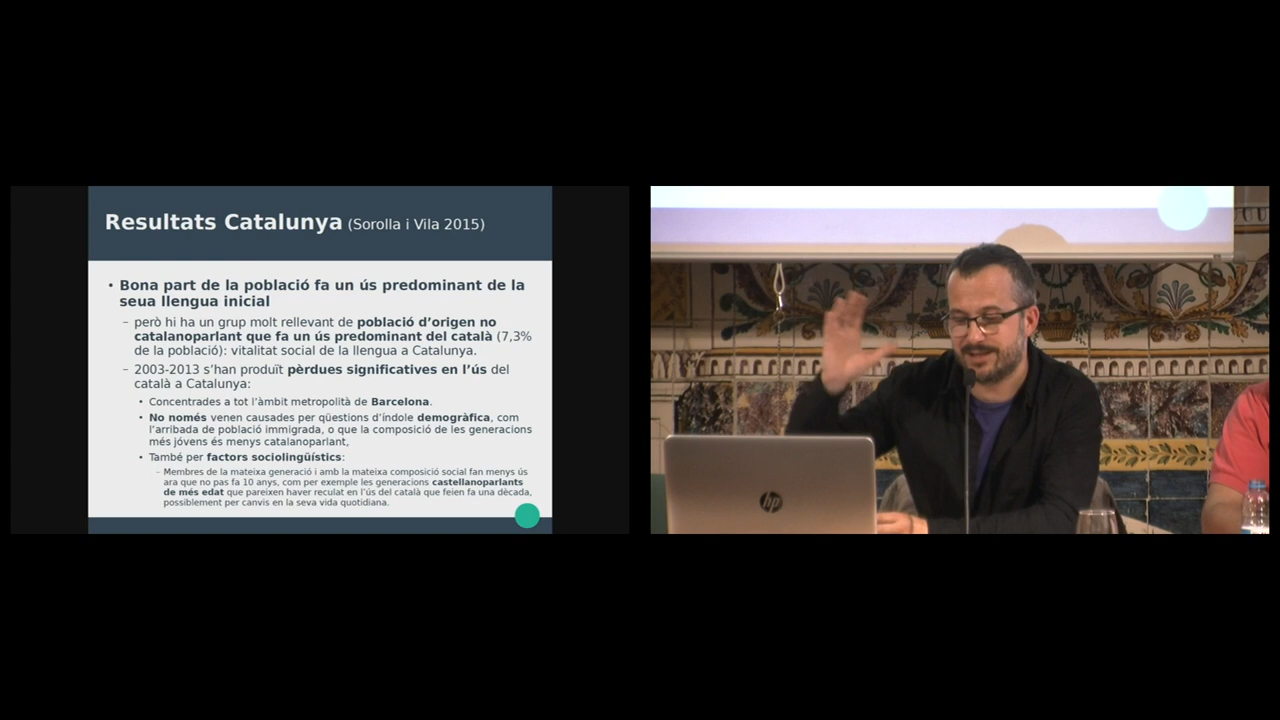 Resultats Catalunya (Sorolla i Vila 2015)
• Bona part de la població fa un ús predominant de la
seua llengua inicial
– però hi ha un grup molt rellevant de població d’origen no
catalanoparlant que fa un ús predominant del català (7,3%
de la població): vitalitat social de la llengua a Catalunya.
– 2003-2013 s’han produït pèrdues significatives en l’ús del
català a Catalunya:
• Concentrades a tot l’àmbit metropolità de Barcelona.
• No només venen causades per qüestions d’índole demogràfica, com
l’arribada de població immigrada, o que la composició de les generacions
més jóvens és menys catalanoparlant,
• També per factors sociolingüístics:
– Membres de la mateixa generació i amb la mateixa composició social fan menys ús
ara que no pas fa 10 anys, com per exemple les generacions castellanoparlants
de més edat que pareixen haver reculat en l’ús del català que feien fa una dècada,
possiblement per canvis en la seva vida quotidiana.
hp